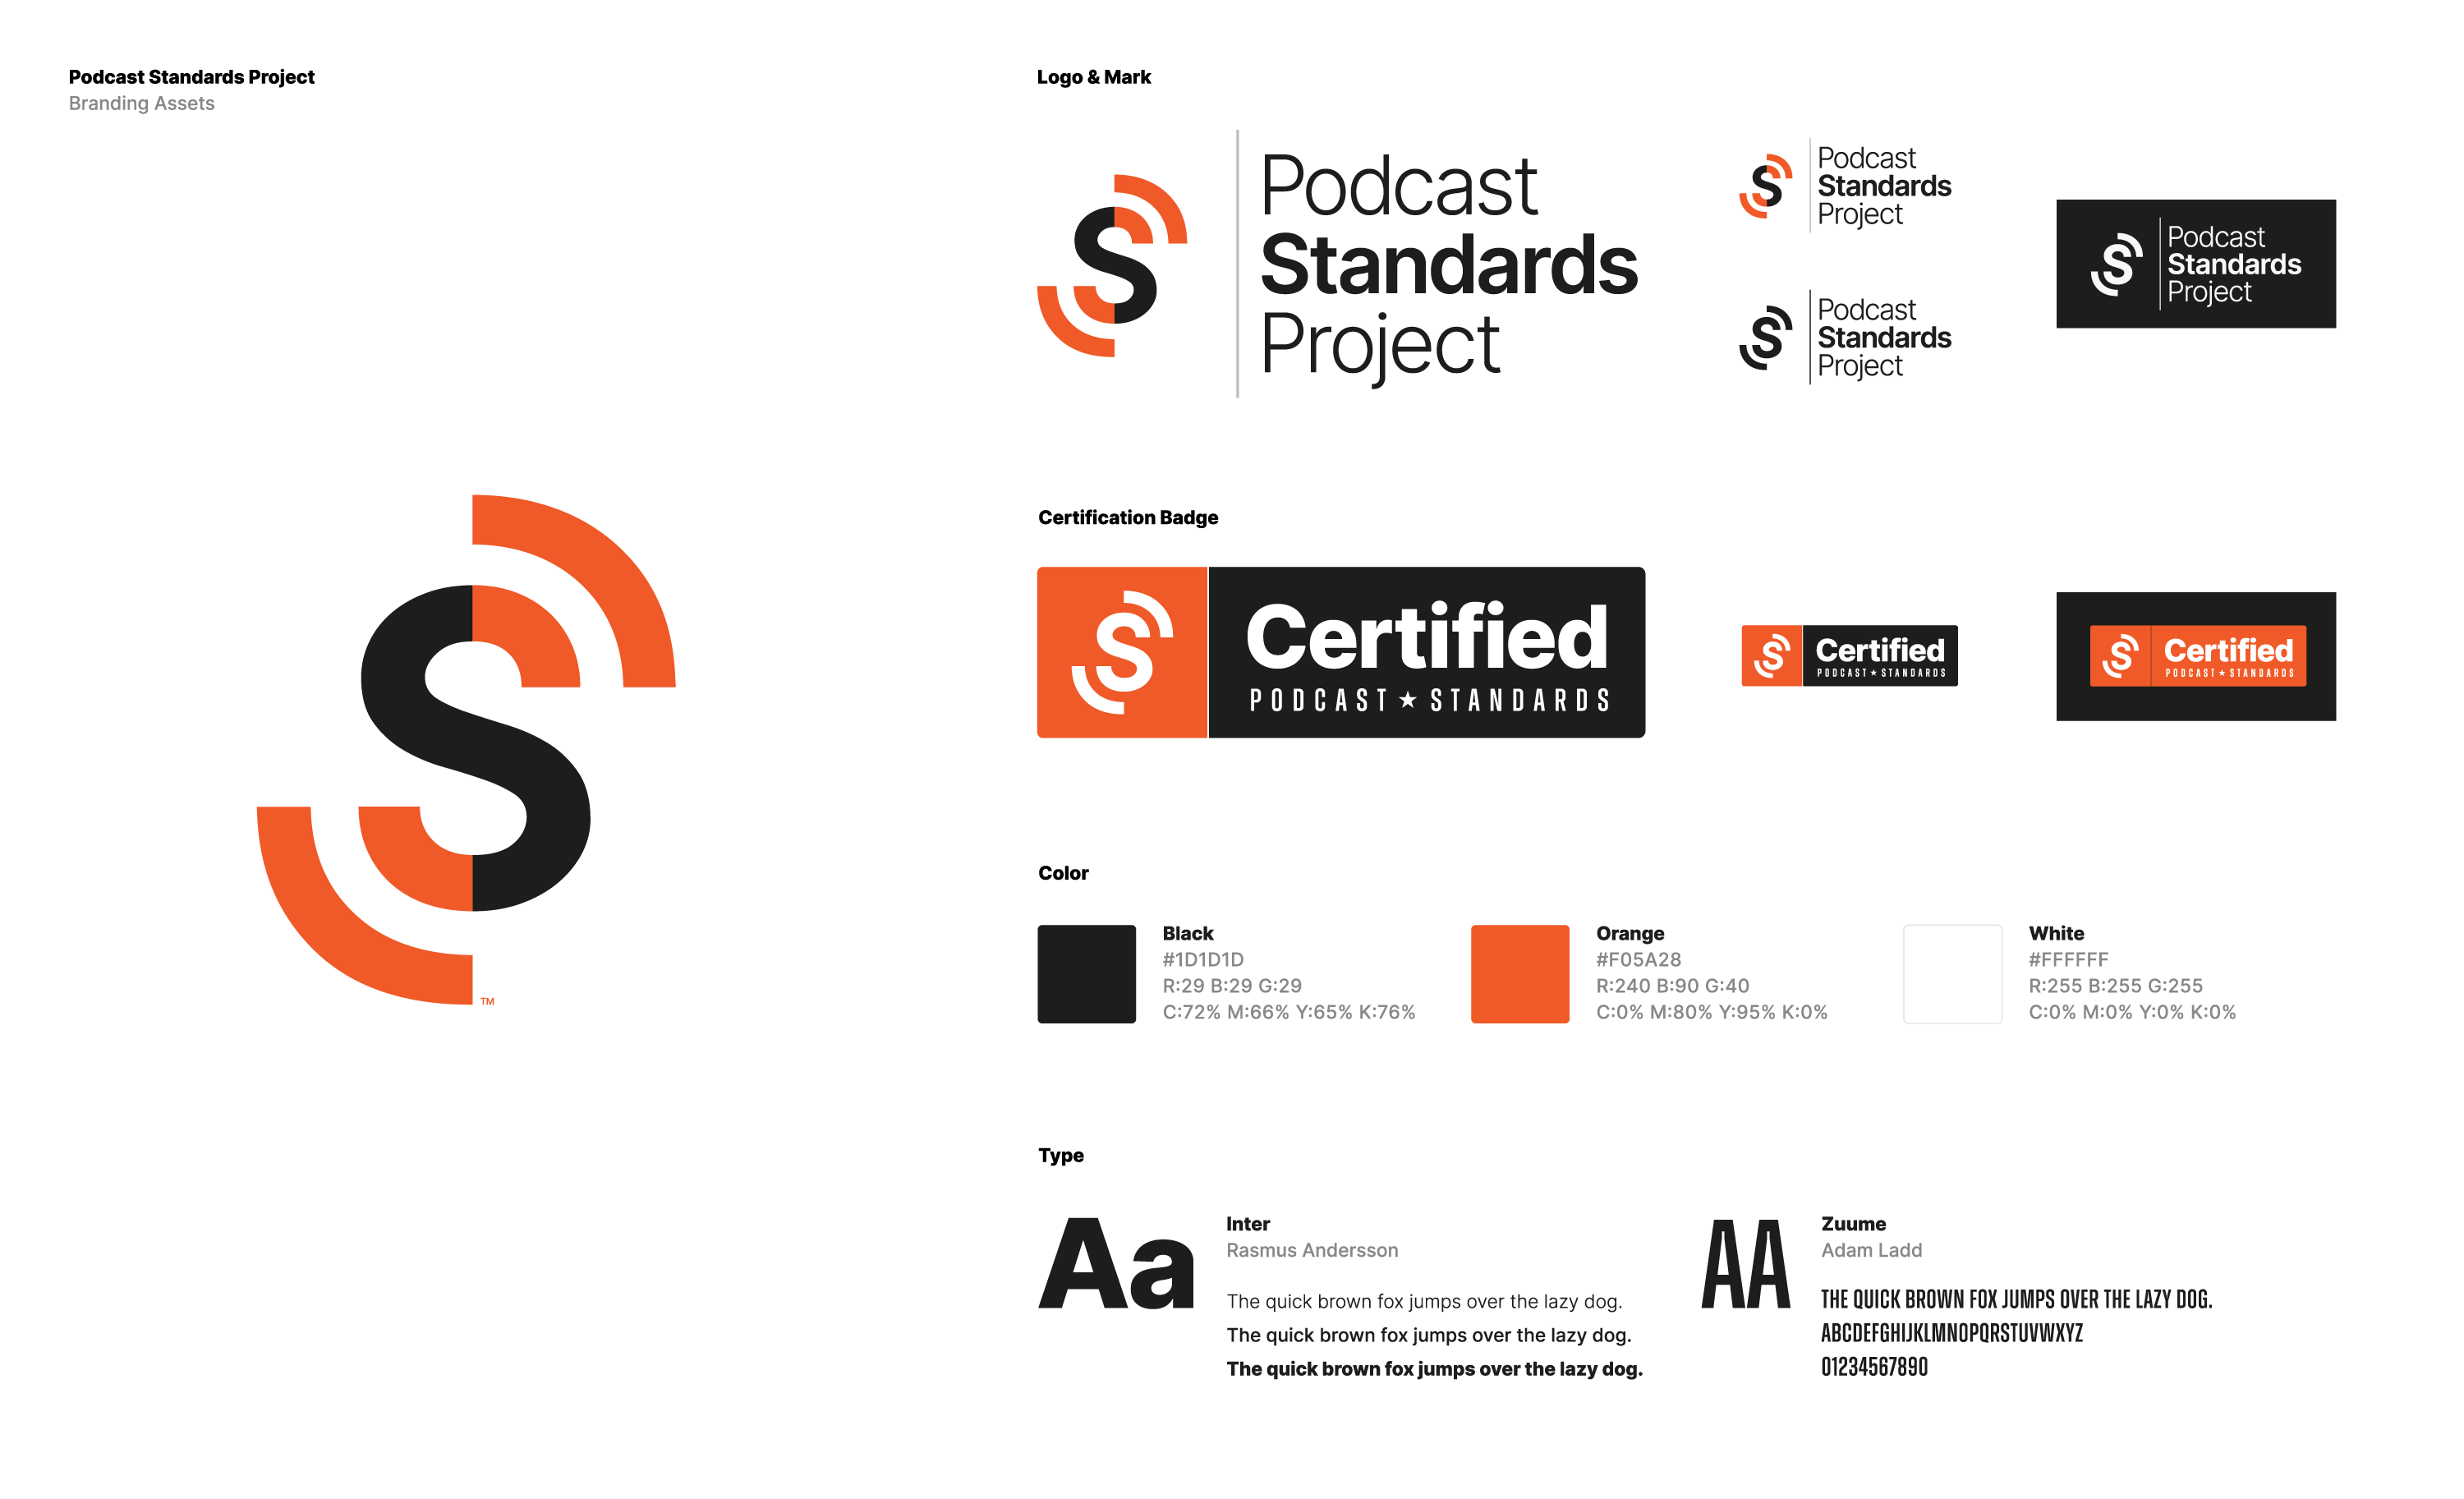 Podcast Standards Project
Branding Assets
S
™
Logo & Mark
S
Podcast
Standards
Project
S
Podcast
Standards
Project
S
Podcast
Standards
Project
S
Podcast
Standards
Project
Certification Badge
S
Certified
PODCAST★STANDARDS
S
Certified
PODCAST★STANDARDS
S
Certified
PODCAST★STANDARDS
Color
Black
#1D1D1D
R:29 B:29 G:29
C:72% M:66% Y:65% K:76%
Orange
#F05A28
R:240 B:90 G:40
C:0% M:80% Y:95% K:0%
White
#FFFFFF
R:255 B:255 G:255
C:0% M:0% Y:0% K:0%
Type
Aa
Inter
Rasmus Andersson
The quick brown fox jumps over the lazy dog.
The quick brown fox jumps over the lazy dog.
The quick brown fox jumps over the lazy dog.
AA
Zuume
Adam Ladd
THE QUICK BROWN FOX JUMPS OVER THE LAZY DOG.
ABCDEFGHIJKLMNOPQRSTUVWXYZ
01234567890